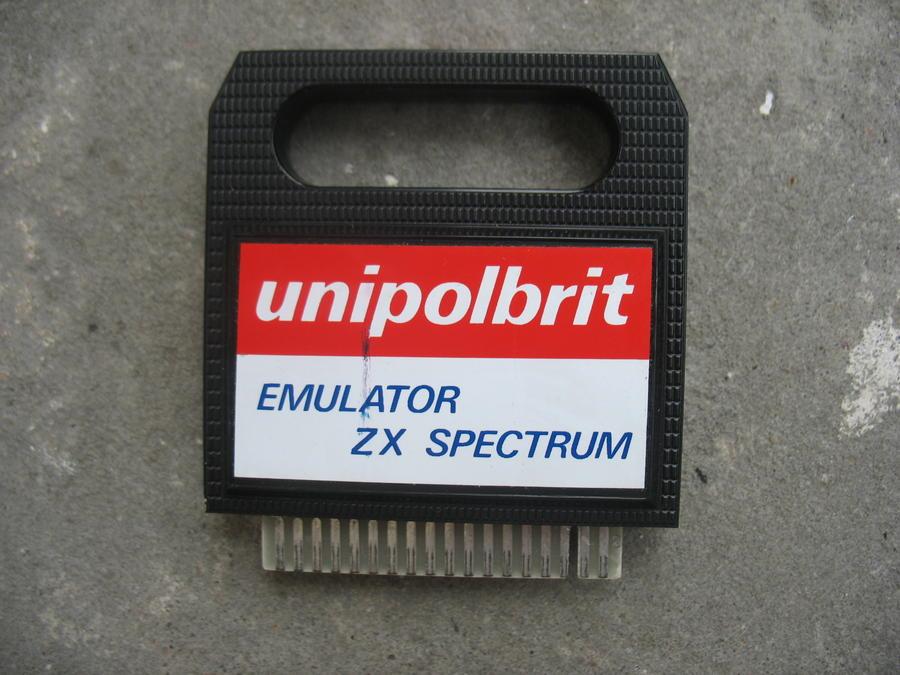 unipolbrit
EMULATOR
ZX SPECTRUM